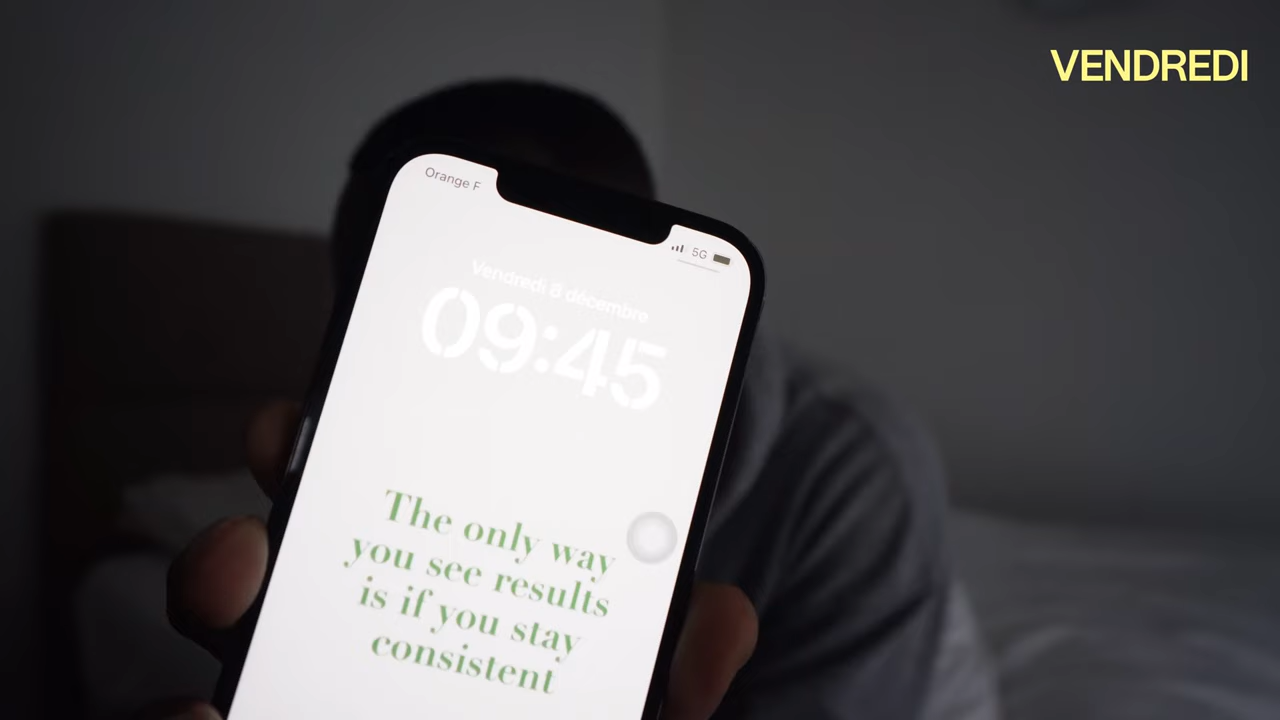 VENDREDI
Orange F
5G
Vendredi 8 décembre
09:45
The only way
you see results
is if you stay
consistent